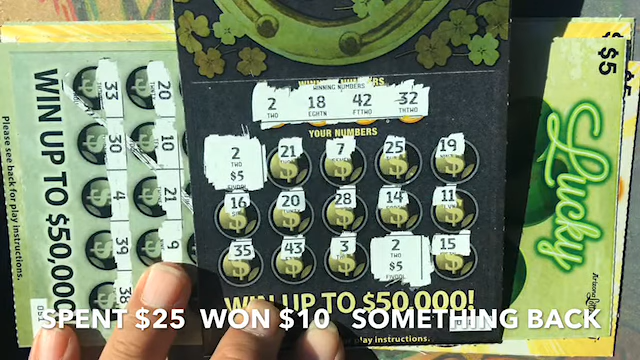 WINNING NUMBERS
2 18 42 32
TWO EGHTN FTTWO THTWO
YOUR NUMBERS
2 21 7 25 19
TWO
$5
FIVDOL
16 20 28 14 11
35 43 3 2 15
TWO
$5
FIVDOL
WIN UP TO $50,000!
SPENT $25 WON $10 SOMETHING BACK
WIN UP TO $50,000
33 30 4 39 38
20 10 21 9
Please see back for play instructions.
$5
Lucky
Arizona